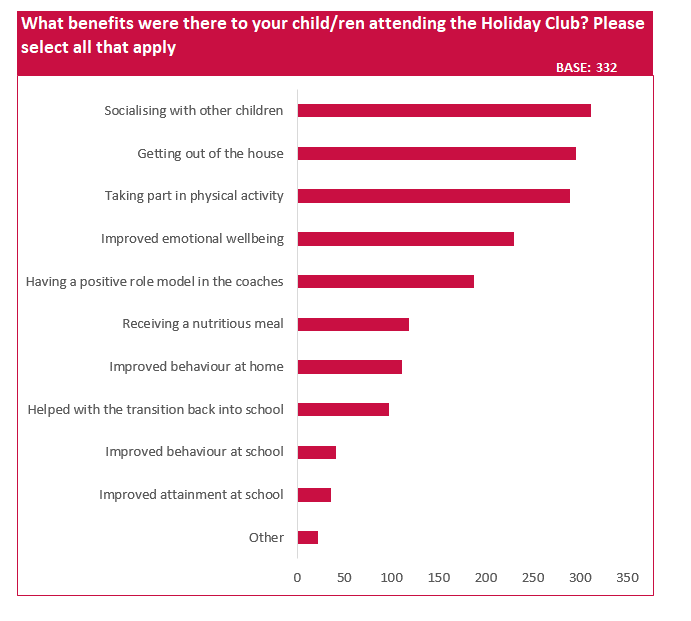 What benefits were there to your child/ren attending the Holiday Club? Please
select all that apply
BASE: 332
Socialising with other children
Getting out of the house
Taking part in physical activity
Improved emotional wellbeing
Having a positive role model in the coaches
Receiving a nutritious meal
Improved behaviour at home
Helped with the transition back into school
Improved behaviour at school
Improved attainment at school
Other
0 50 100 150 200 250 300 350